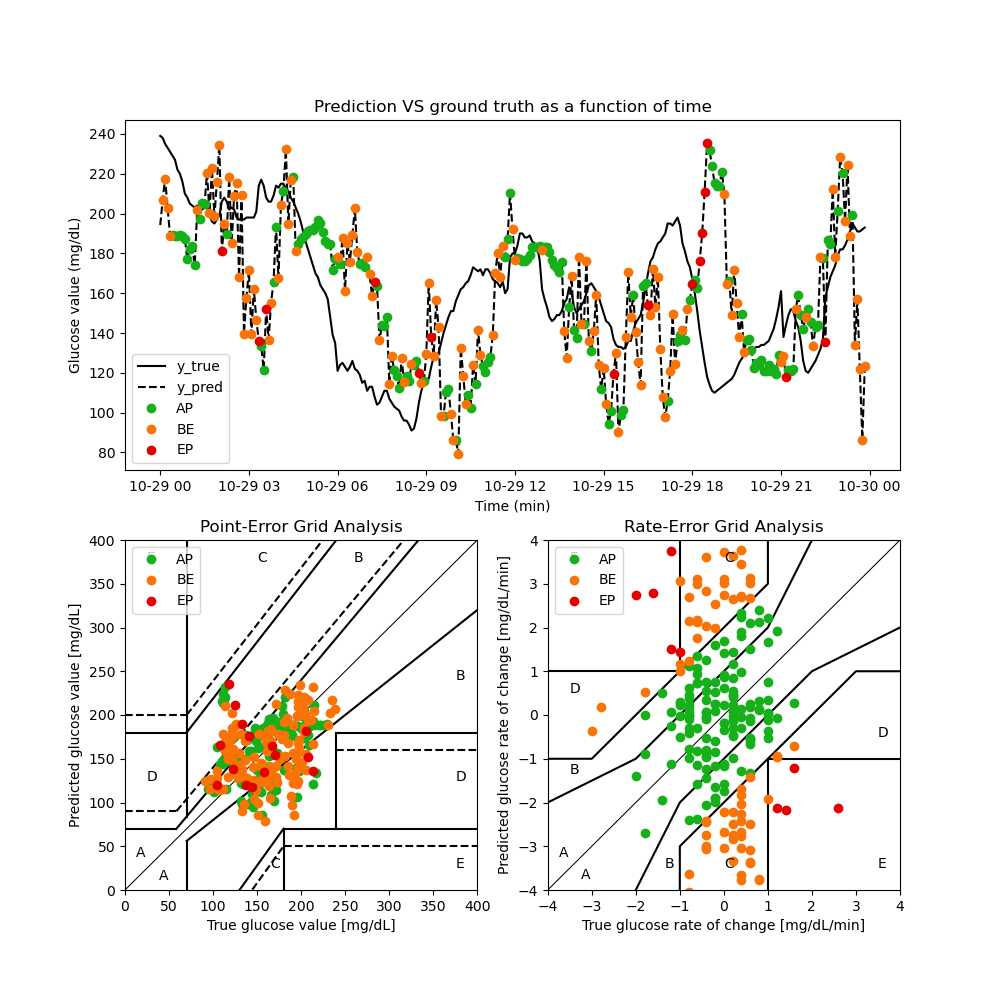 Prediction VS ground truth as a function of time
Glucose value (mg/dL)
240
220
200
180
160
140
120
100
80
y_true
y_pred
AP
BE
EP
10-29 00 10-29 03 10-29 06 10-29 09 10-29 12 10-29 15 10-29 18 10-29 21 10-30 00
Time (min)
Point-Error Grid Analysis
Predicted glucose value [mg/dL]
400
350
300
250
200
150
100
50
0
AP
BE
EP
C
B
B
D
D
A
A
C
E
0 50 100 150 200 250 300 350 400
True glucose value [mg/dL]
Rate-Error Grid Analysis
Predicted glucose rate of change [mg/dL/min]
4
3
2
1
0
−1
−2
−3
−4
AP
BE
EP
C
D
D
B
A
A
B
C
E
−4 −3 −2 −1 0 1 2 3 4
True glucose rate of change [mg/dL/min]